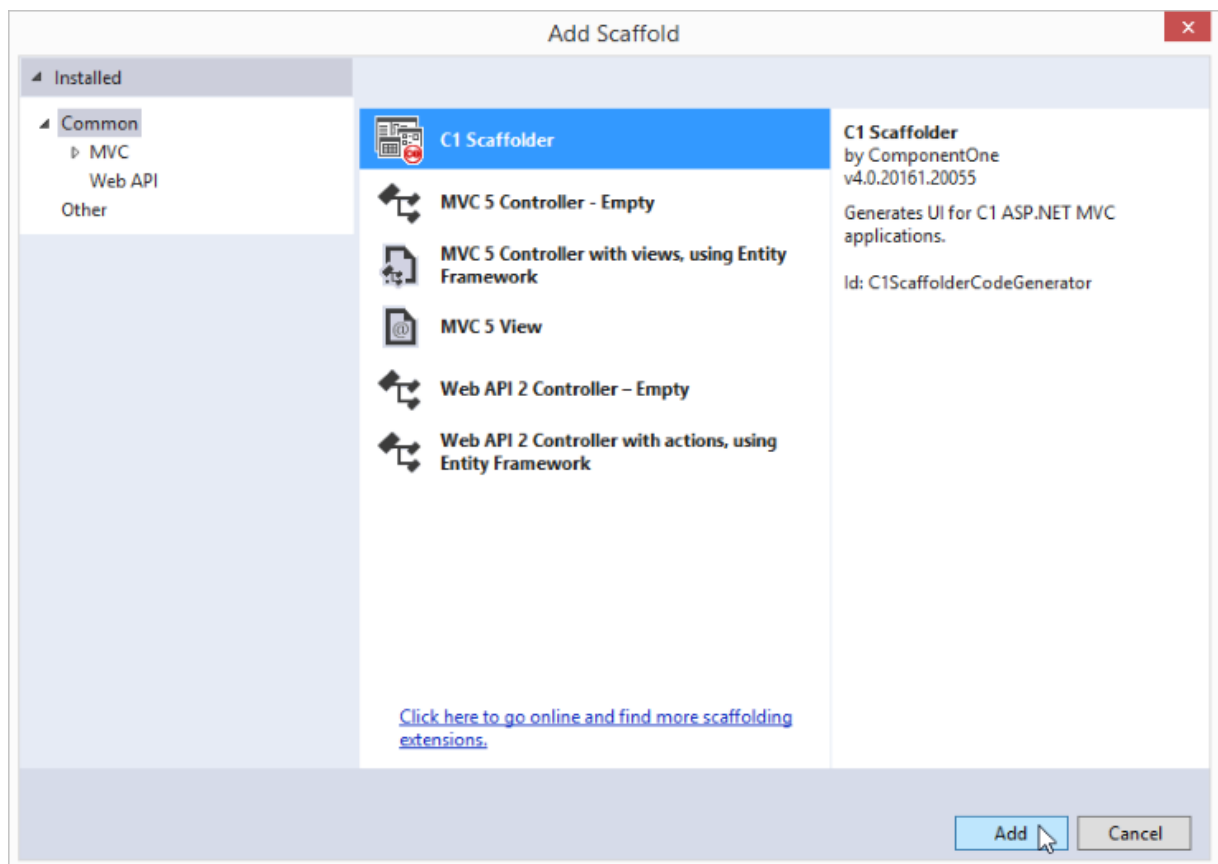 Add Scaffold
Installed
Common
MVC
Web API
Other
C1 Scaffolder
MVC 5 Controller - Empty
MVC 5 Controller with views, using Entity
Framework
MVC 5 View
Web API 2 Controller – Empty
Web API 2 Controller with actions, using
Entity Framework
Click here to go online and find more scaffolding
extensions.
C1 Scaffolder
by ComponentOne
v4.0.20161.20055
Generates UI for C1 ASP.NET MVC
applications.
Id: C1ScaffolderCodeGenerator
Add
Cancel